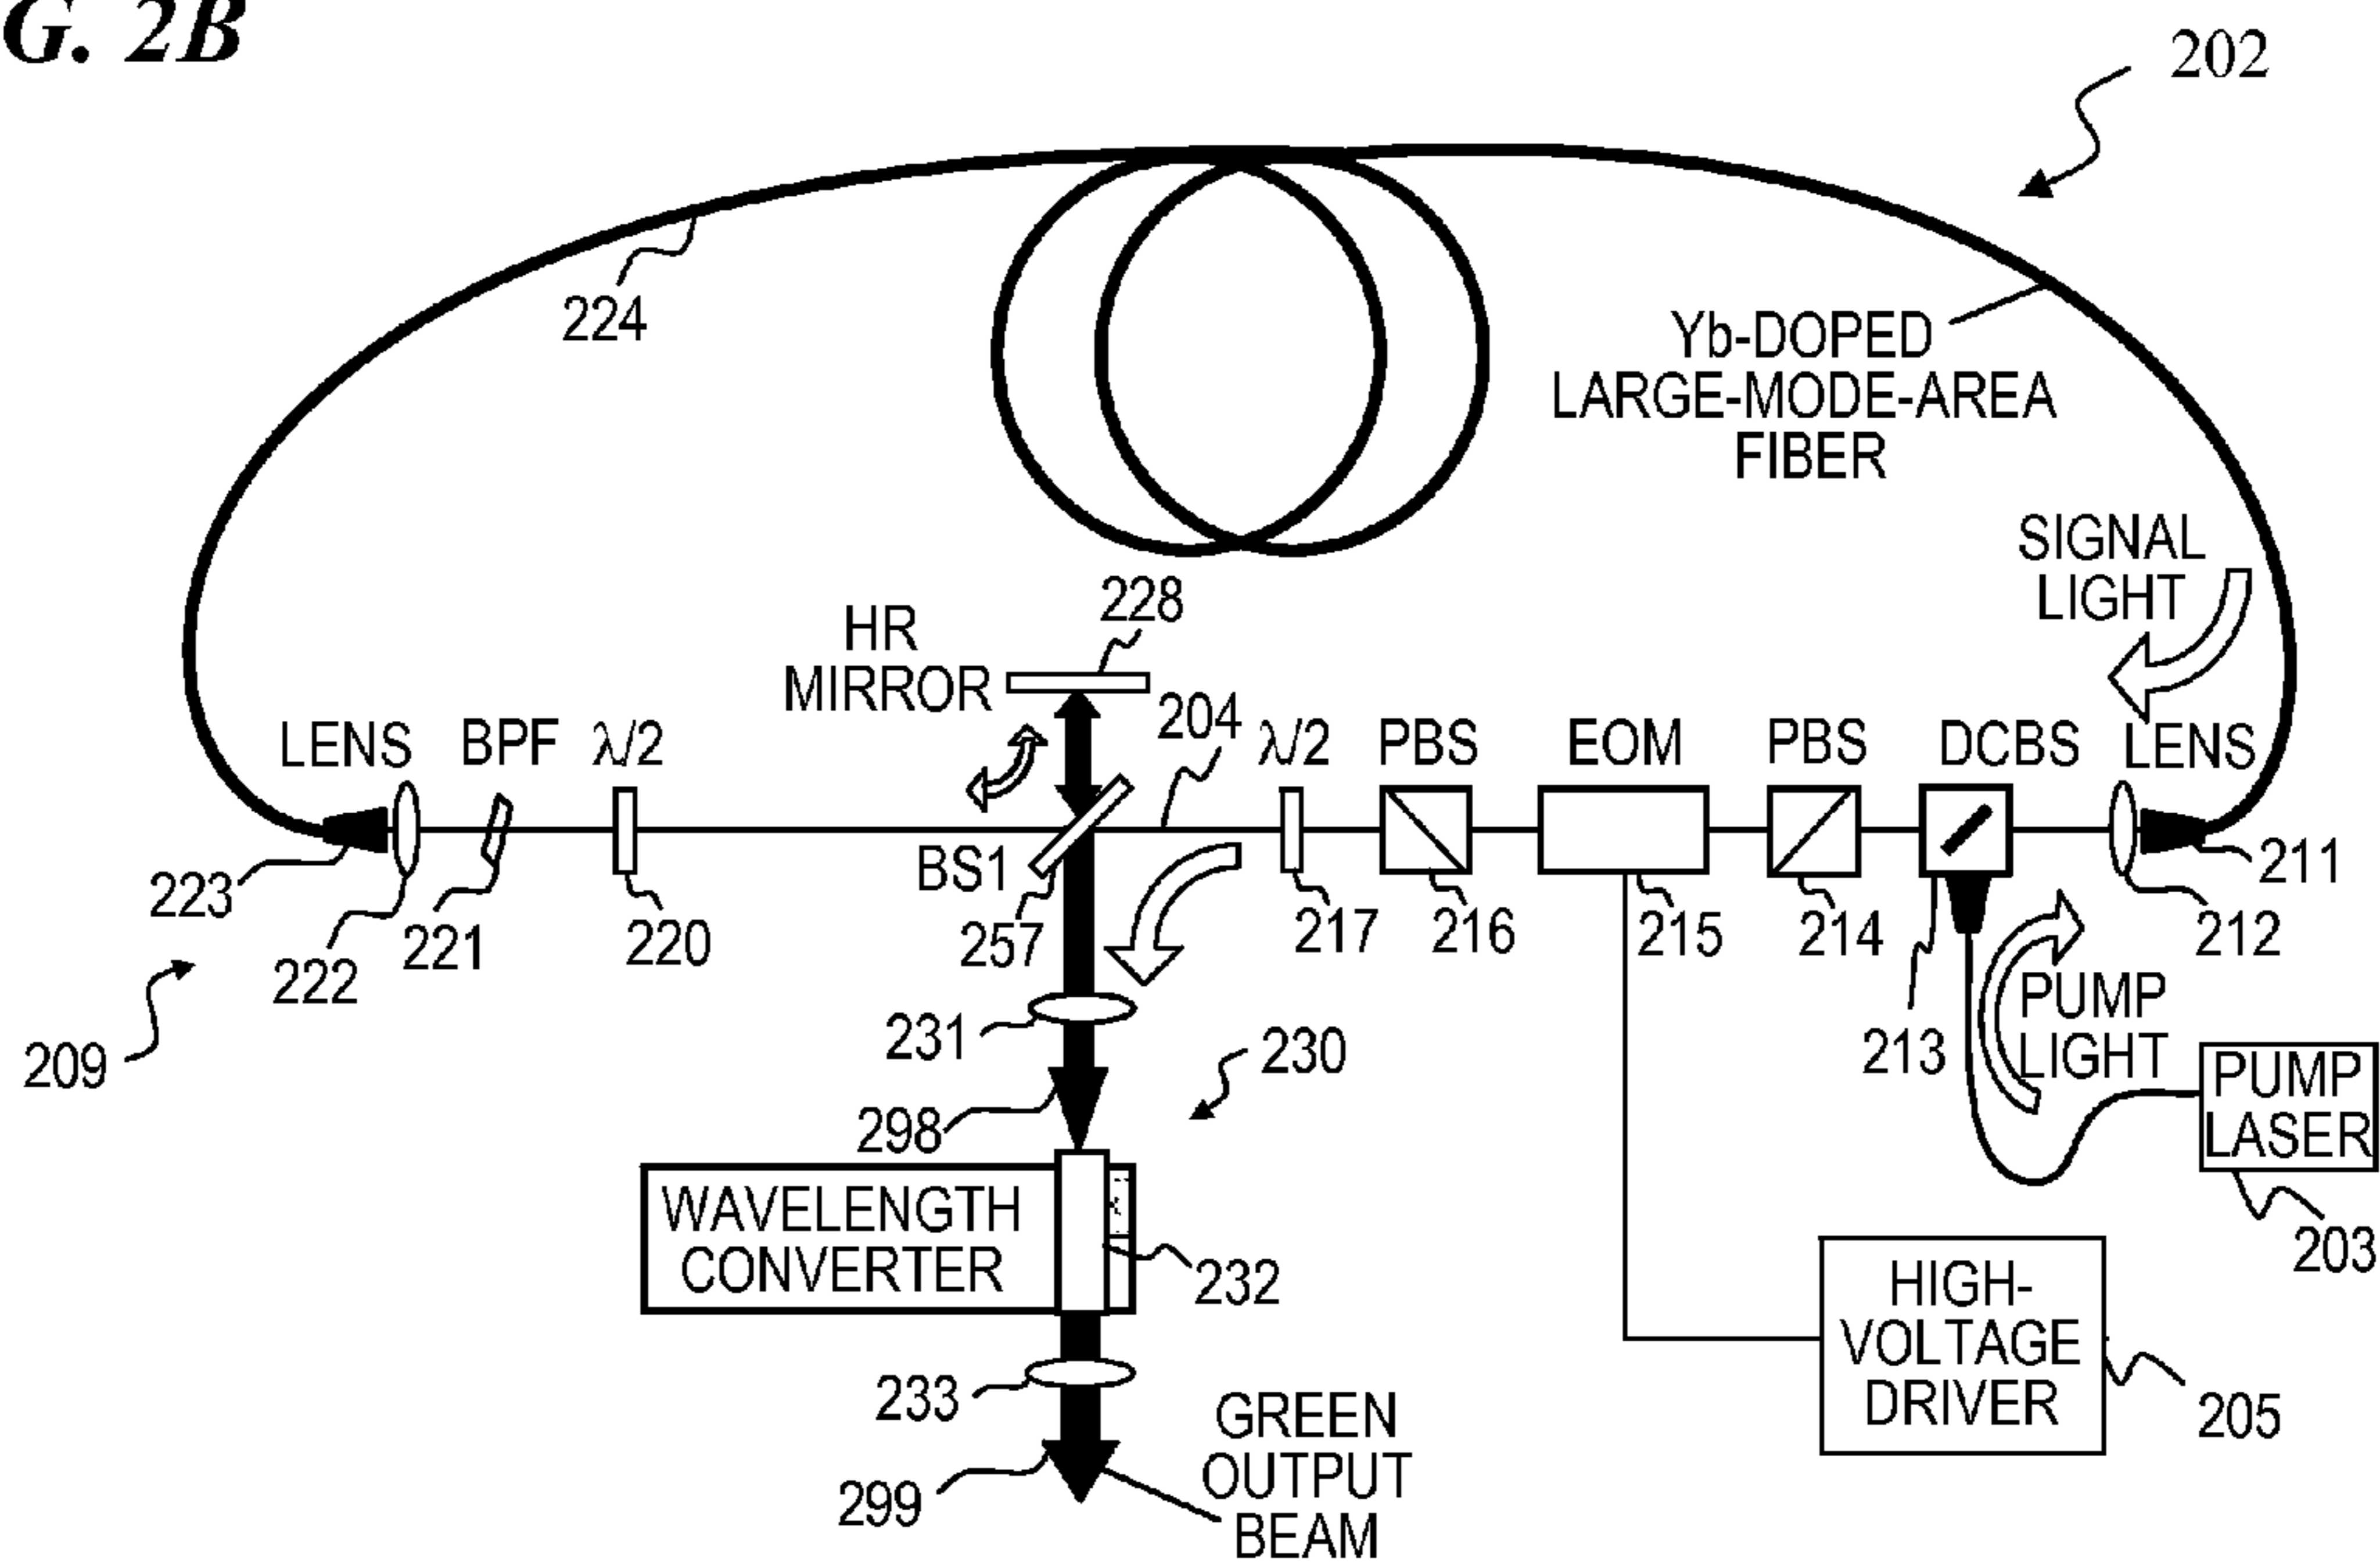 G. 2B
202
224
Yb-DOPED
LARGE-MODE-AREA
FIBER
SIGNAL
LIGHT
228
HR
MIRROR
204
LENS
BPF
λ/2
λ/2
PBS
EOM
PBS
DCBS
LENS
BS1
223
222
221
220
257
217
216
215
214
213
212
211
209
231
230
PUMP
LIGHT
PUMP
LASER
298
203
WAVELENGTH
CONVERTER
232
HIGH-
VOLTAGE
DRIVER
205
233
GREEN
OUTPUT
BEAM
299